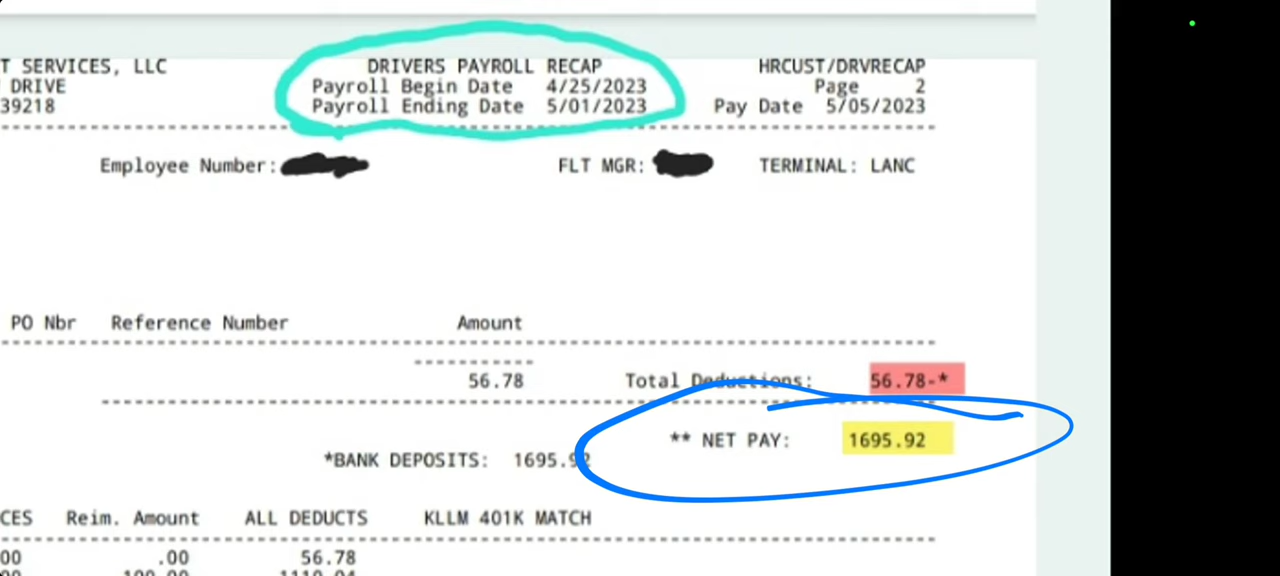 T SERVICES, LLC DRIVERS PAYROLL RECAP HRCUST/DRVRECAP
DRIVE Payroll Begin Date 4/25/2023 Page 2
39218 Payroll Ending Date 5/01/2023 Pay Date 5/05/2023
Employee Number: FLT MGR: TERMINAL: LANC
PO Nbr Reference Number Amount
56.78 Total Deductions: 56.78-*
** NET PAY: 1695.92
*BANK DEPOSITS: 1695.92
CES Reim. Amount ALL DEDUCTS KLLM 401K MATCH
00 .00 56.78